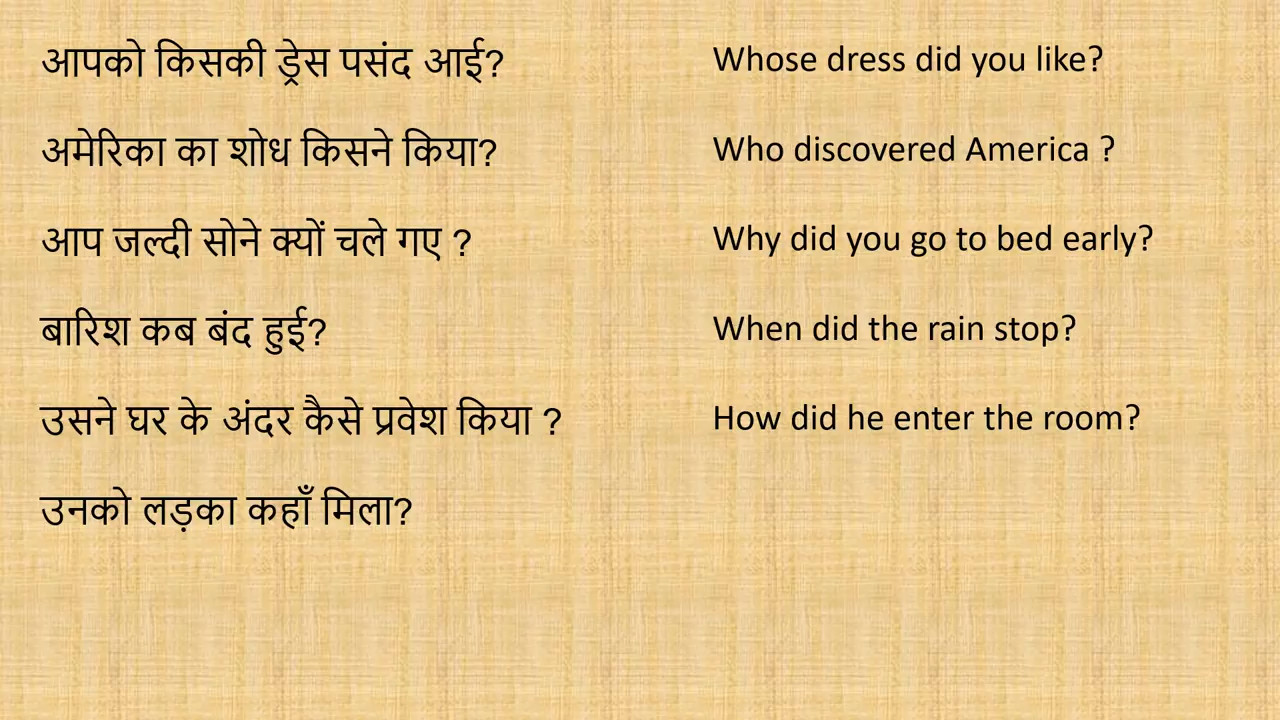 आपको किसकी ड्रेस पसंद आई? Whose dress did you like?
अमेरिका का शोध किसने किया? Who discovered America ?
आप जल्दी सोने क्यों चले गए ? Why did you go to bed early?
बारिश कब बंद हुई? When did the rain stop?
उसने घर के अंदर कैसे प्रवेश किया ? How did he enter the room?
उनको लड़का कहाँ मिला?